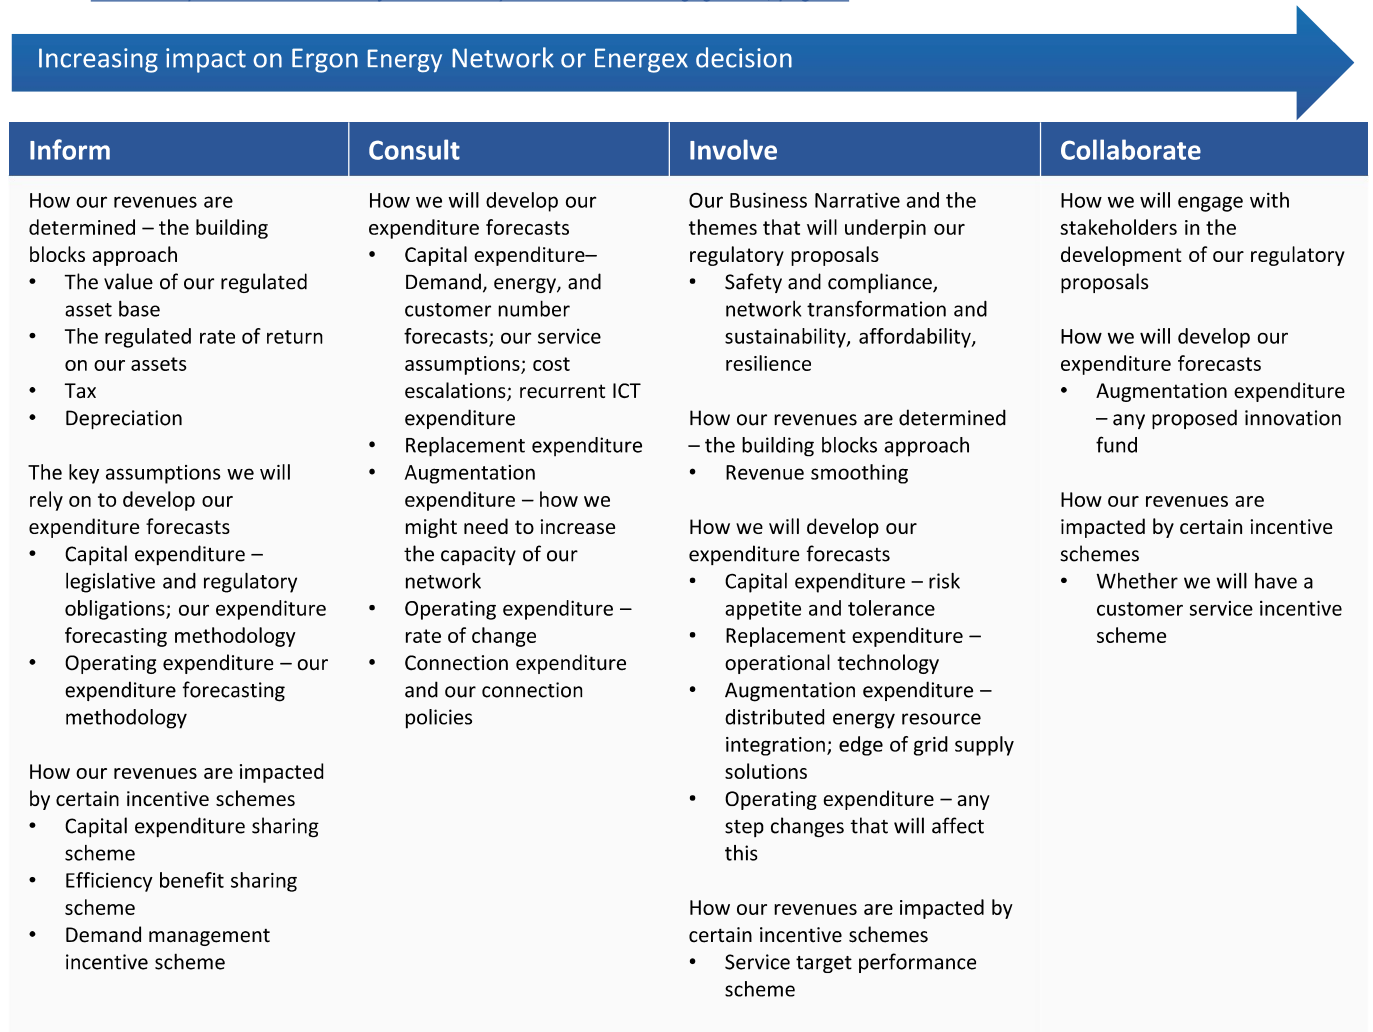 Increasing impact on Ergon Energy Network or Energex decision
Inform
How our revenues are
determined – the building
blocks approach
• The value of our regulated
asset base
• The regulated rate of return
on our assets
• Tax
• Depreciation
The key assumptions we will
rely on to develop our
expenditure forecasts
• Capital expenditure –
legislative and regulatory
obligations; our expenditure
forecasting methodology
• Operating expenditure – our
expenditure forecasting
methodology
How our revenues are impacted
by certain incentive schemes
• Capital expenditure sharing
scheme
• Efficiency benefit sharing
scheme
• Demand management
incentive scheme
Consult
How we will develop our
expenditure forecasts
• Capital expenditure–
Demand, energy, and
customer number
forecasts; our service
assumptions; cost
escalations; recurrent ICT
expenditure
• Replacement expenditure
• Augmentation
expenditure – how we
might need to increase
the capacity of our
network
• Operating expenditure –
rate of change
• Connection expenditure
and our connection
policies
Involve
Our Business Narrative and the
themes that will underpin our
regulatory proposals
• Safety and compliance,
network transformation and
sustainability, affordability,
resilience
How our revenues are determined
– the building blocks approach
• Revenue smoothing
How we will develop our
expenditure forecasts
• Capital expenditure – risk
appetite and tolerance
• Replacement expenditure –
operational technology
• Augmentation expenditure –
distributed energy resource
integration; edge of grid supply
solutions
• Operating expenditure – any
step changes that will affect
this
How our revenues are impacted by
certain incentive schemes
• Service target performance
scheme
Collaborate
How we will engage with
stakeholders in the
development of our regulatory
proposals
How we will develop our
expenditure forecasts
• Augmentation expenditure
– any proposed innovation
fund
How our revenues are
impacted by certain incentive
schemes
• Whether we will have a
customer service incentive
scheme